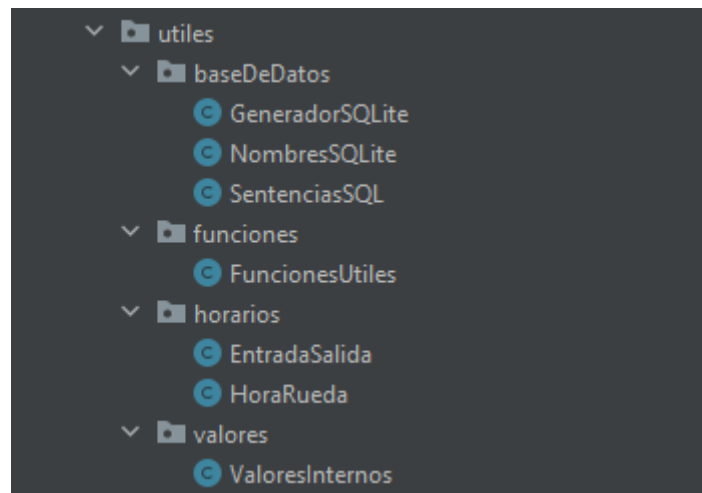 utiles
baseDeDatos
GeneradorSQLite
NombresSQLite
SentenciasSQL
funciones
FuncionesUtiles
horarios
EntradaSalida
HoraRueda
valores
ValoresInternos